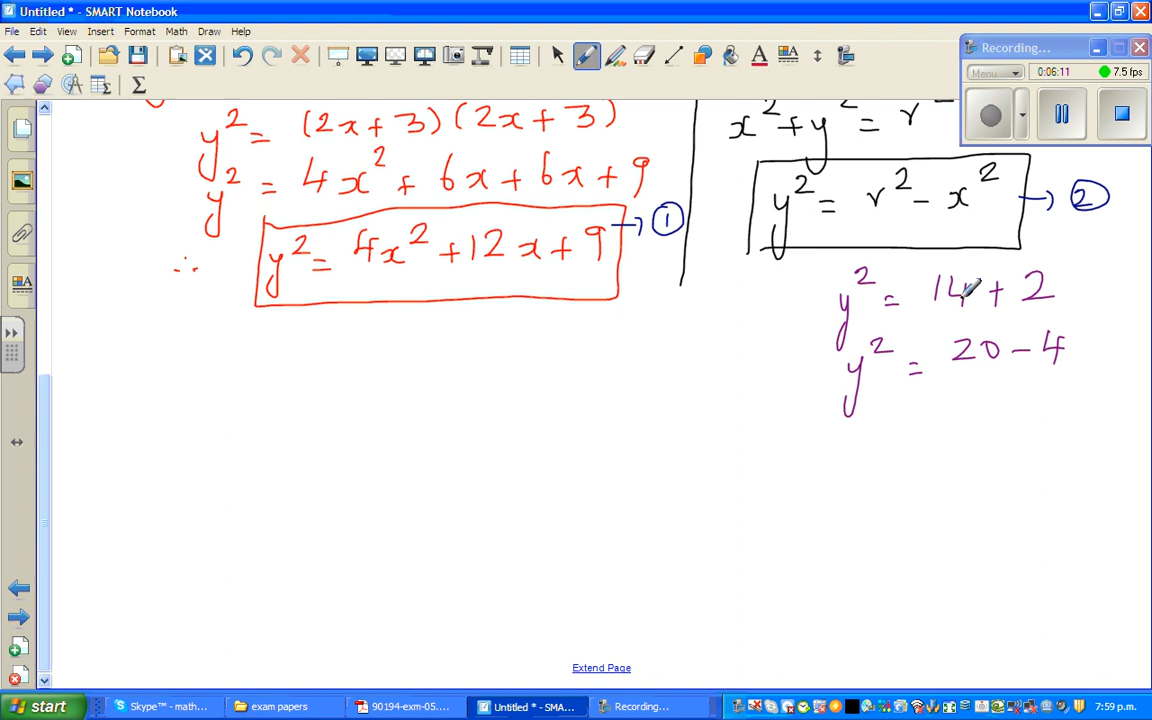 Untitled * - SMART Notebook
File Edit View Insert Format Math Draw Help
Recording...
Menu 0:06:11 7.5 fps
y² = (2x + 3) (2x + 3)
y² = 4x² + 6x + 6x + 9
∴ y² = 4x² + 12x + 9 → ①
x² + y² = r
y² = r² - x² → ②
y² = 14 + 2
y² = 20 - 4
Extend Page
start Skype™ - math... exam papers 90194-exm-05.... Untitled * - SMA... Recording... 7:59 p.m.